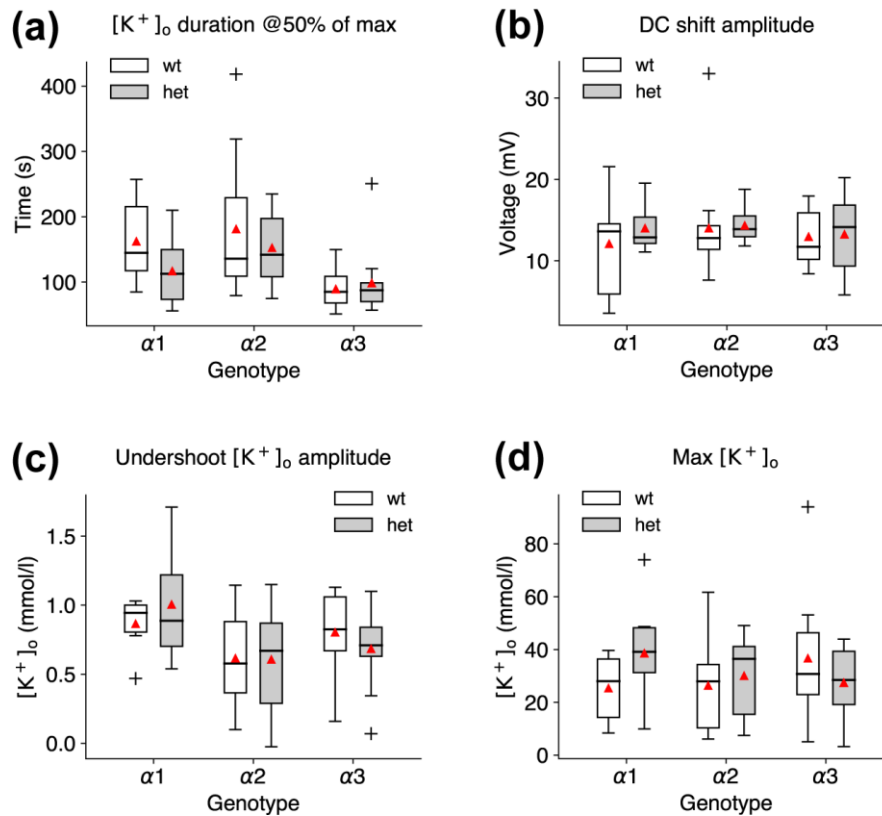 (a)
[K⁺]ₒ duration @50% of max
wt
het
400
300
200
100
Time (s)
α1
α2
α3
Genotype
(b)
DC shift amplitude
wt
het
30
20
10
Voltage (mV)
α1
α2
α3
Genotype
(c)
Undershoot [K⁺]ₒ amplitude
wt
het
1.5
1.0
0.5
0.0
[K⁺]ₒ (mmol/l)
α1
α2
α3
Genotype
(d)
Max [K⁺]ₒ
wt
het
80
60
40
20
0
[K⁺]ₒ (mmol/l)
α1
α2
α3
Genotype